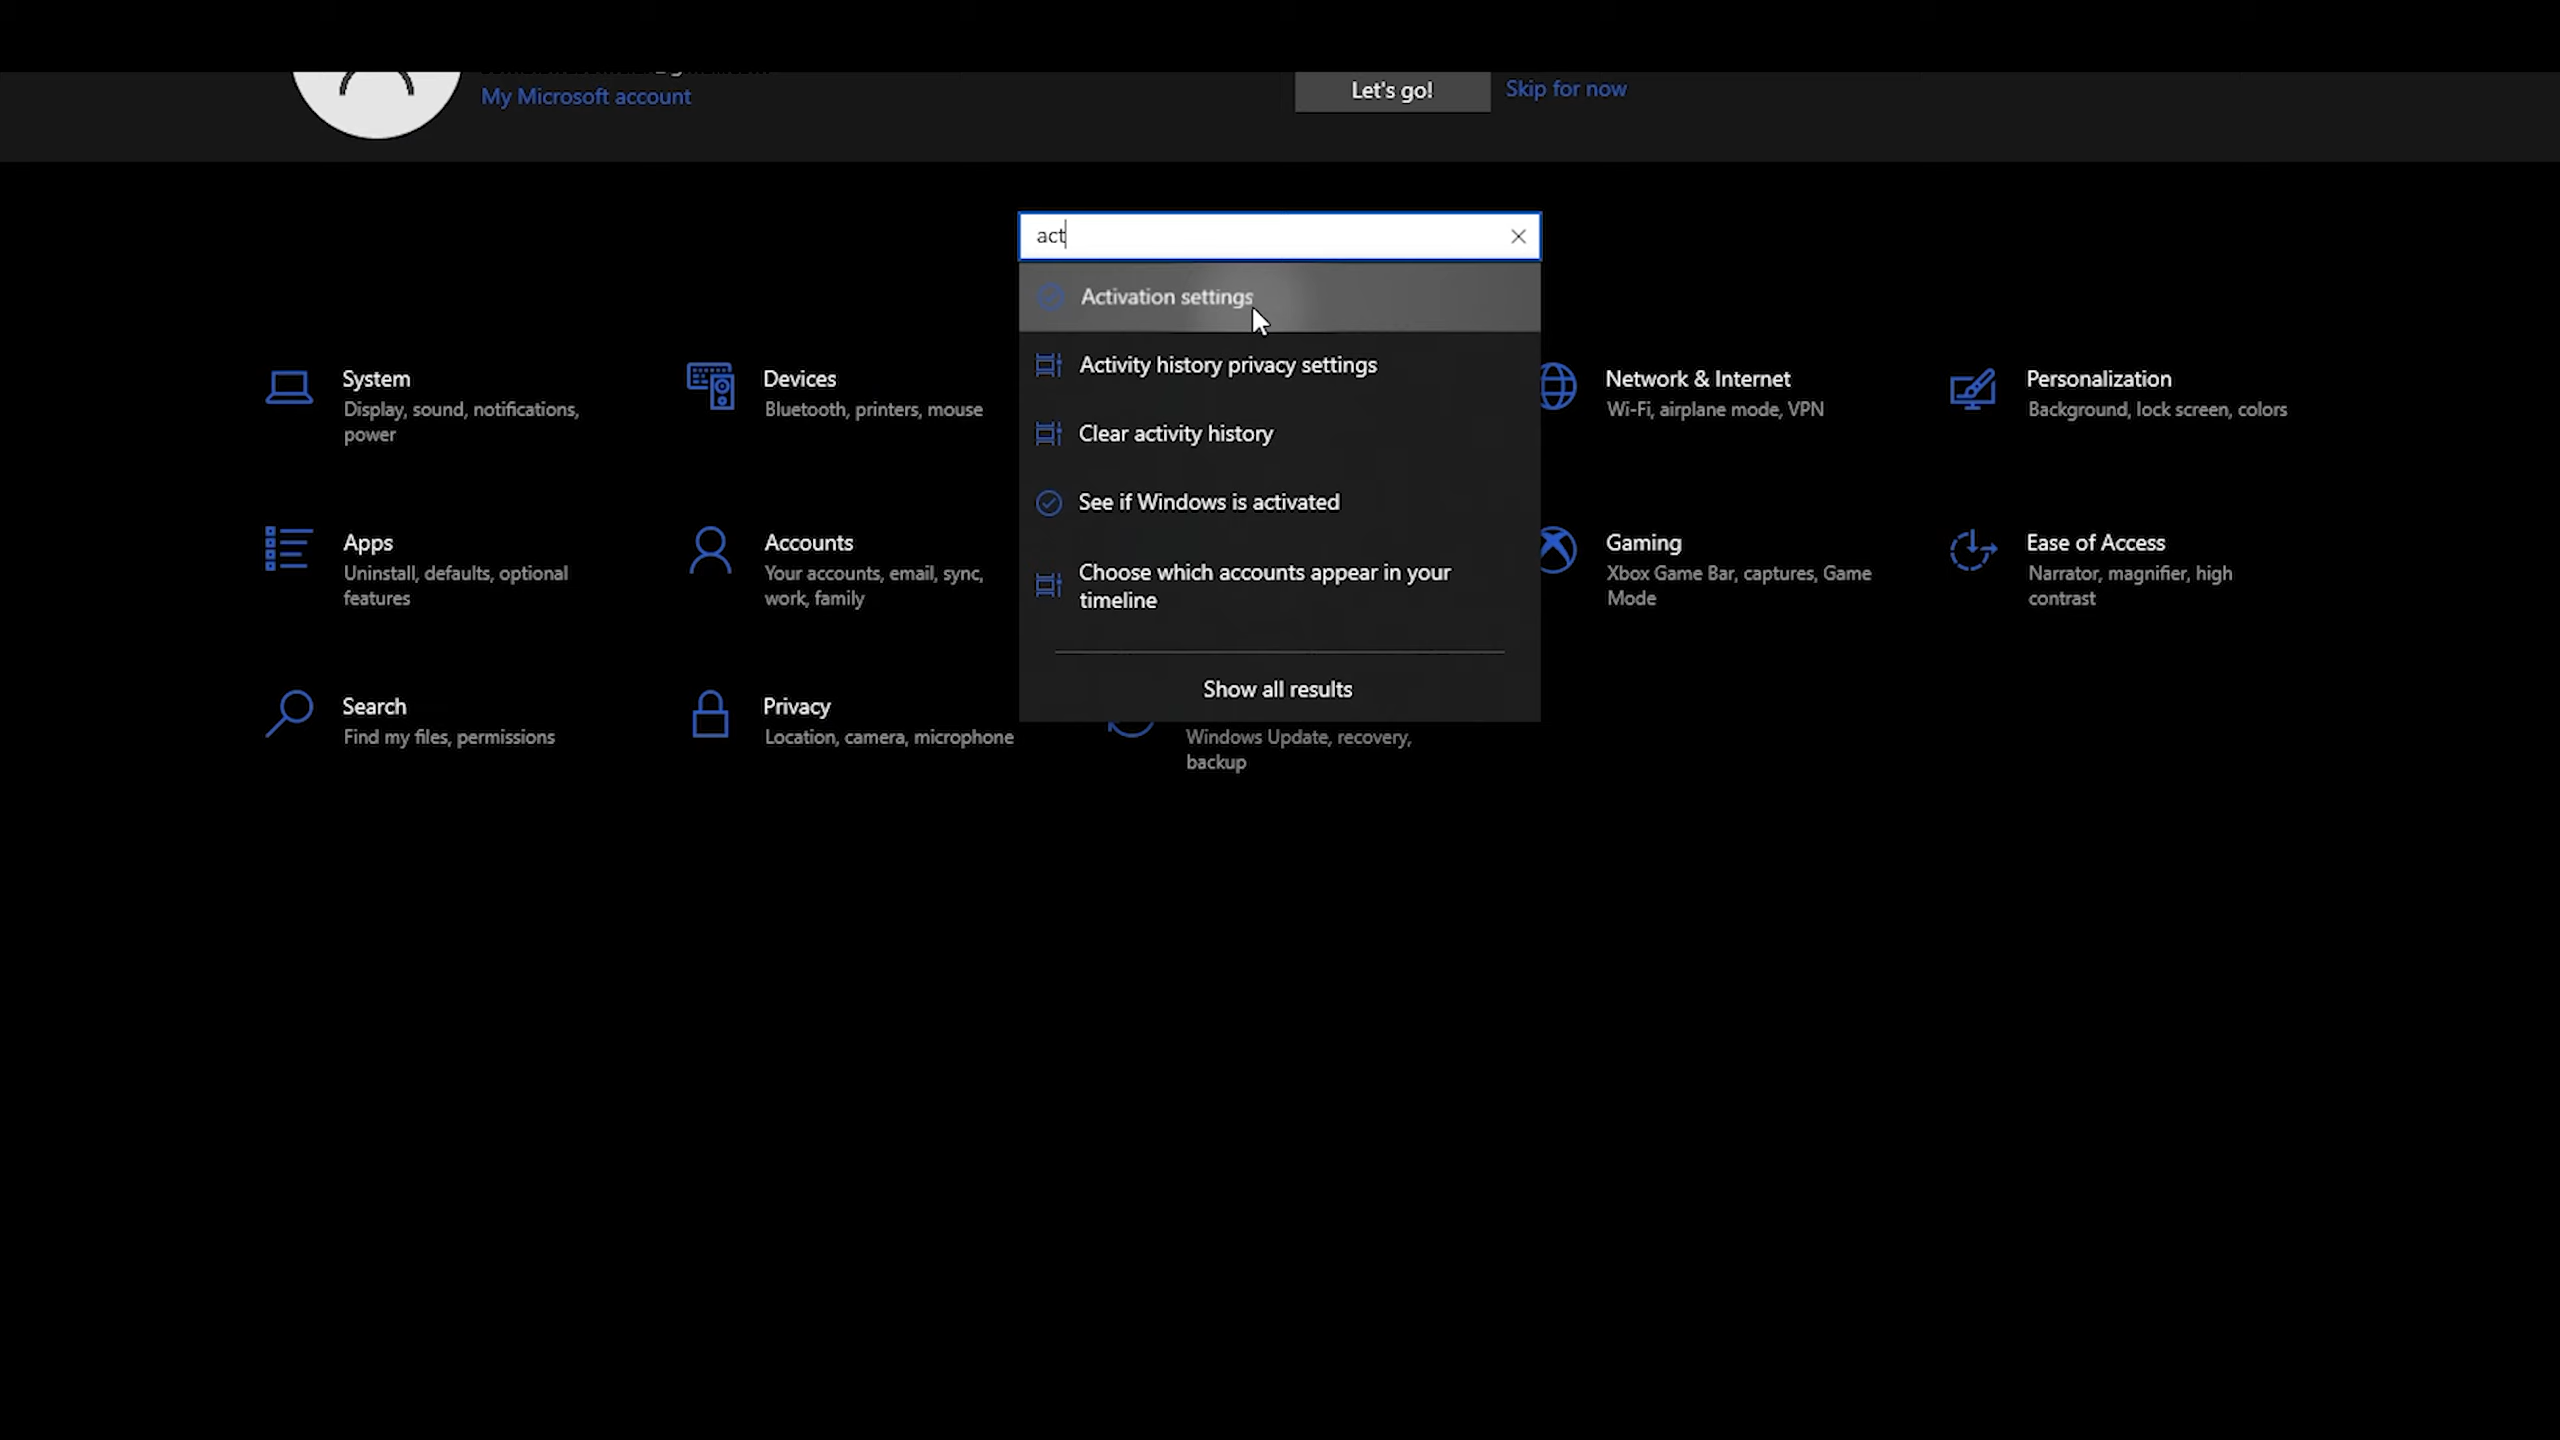 My Microsoft account
Let's go!
Skip for now
act
Activation settings
Activity history privacy settings
Clear activity history
See if Windows is activated
Choose which accounts appear in your
timeline
Show all results
System
Display, sound, notifications,
power
Devices
Bluetooth, printers, mouse
Network & Internet
Wi-Fi, airplane mode, VPN
Personalization
Background, lock screen, colors
Apps
Uninstall, defaults, optional
features
Accounts
Your accounts, email, sync,
work, family
Gaming
Xbox Game Bar, captures, Game
Mode
Ease of Access
Narrator, magnifier, high
contrast
Search
Find my files, permissions
Privacy
Location, camera, microphone
Windows Update, recovery,
backup